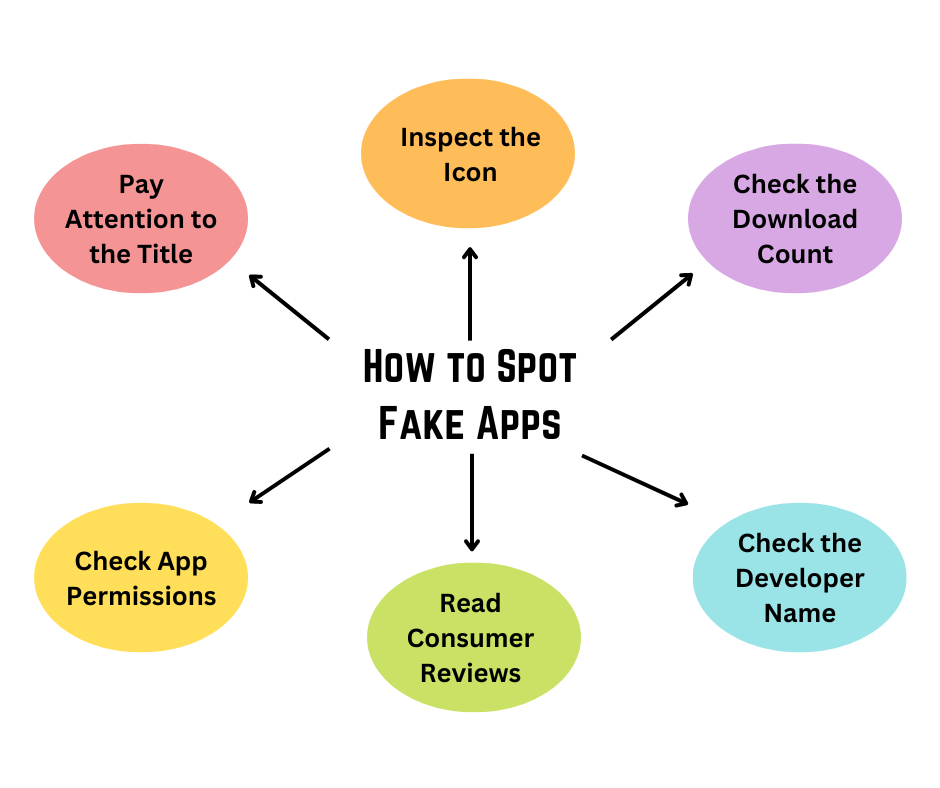 Inspect the
Icon
Pay
Attention to
the Title
Check the
Download
Count
How to Spot
Fake Apps
Check App
Permissions
Read
Consumer
Reviews
Check the
Developer
Name